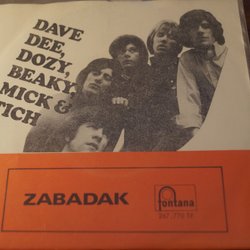 DAVE
DEE,
DOZY,
BEAKY,
MICK &
TICH
ZABADAK
fontana